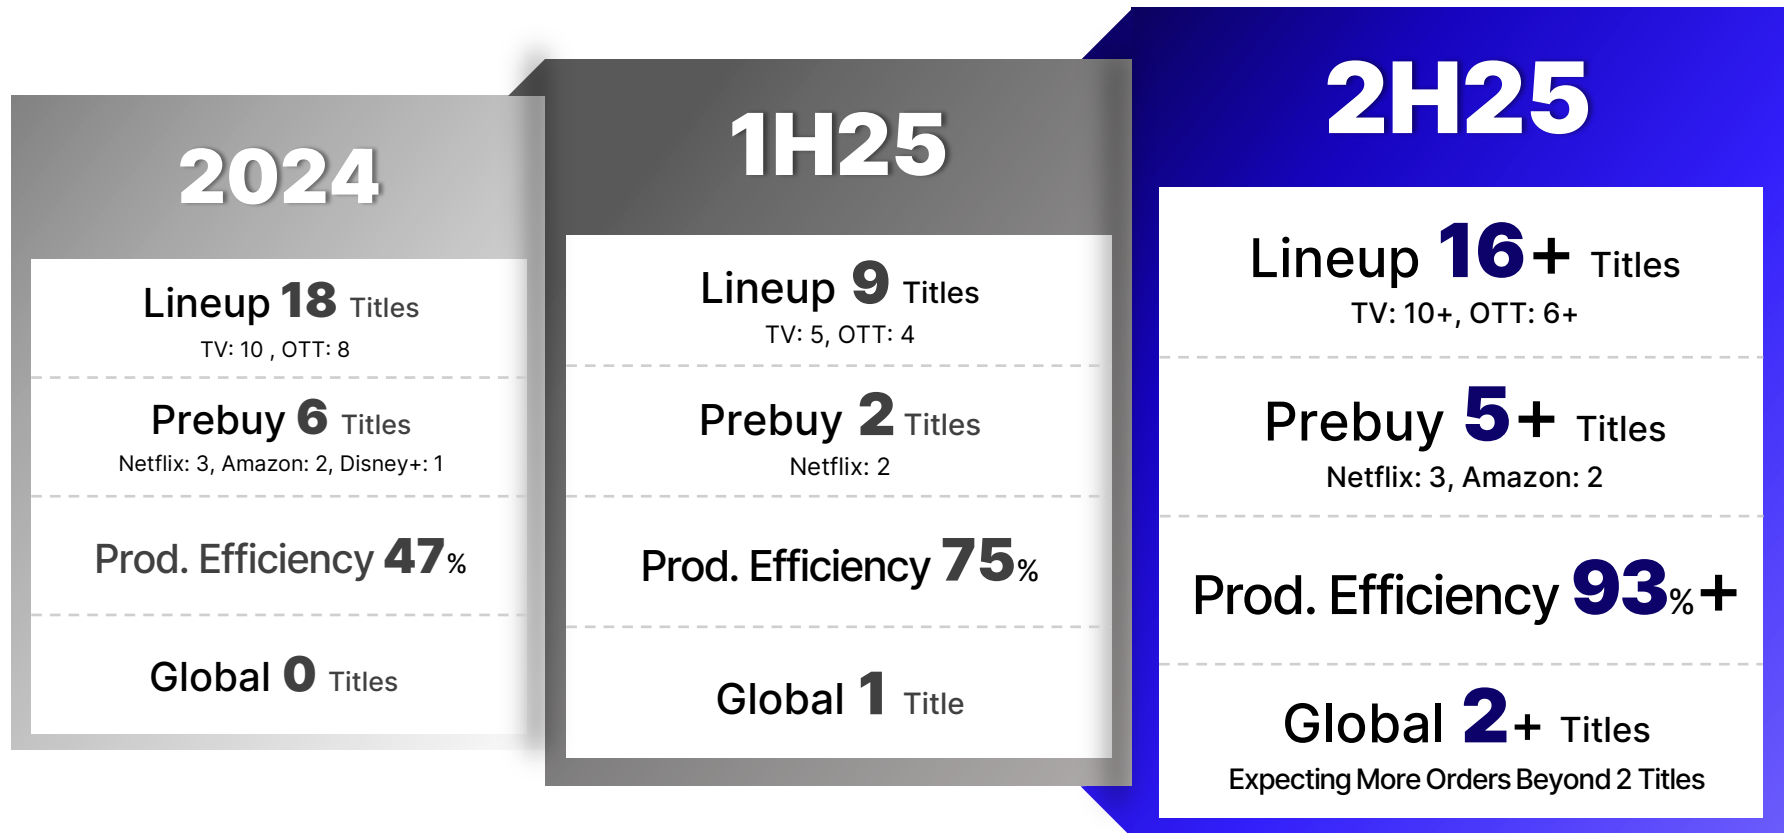 2024
Lineup 18 Titles
TV: 10 , OTT: 8
Prebuy 6 Titles
Netflix: 3, Amazon: 2, Disney+: 1
Prod. Efficiency 47%
Global 0 Titles
1H25
Lineup 9 Titles
TV: 5, OTT: 4
Prebuy 2 Titles
Netflix: 2
Prod. Efficiency 75%
Global 1 Title
2H25
Lineup 16+ Titles
TV: 10+, OTT: 6+
Prebuy 5+ Titles
Netflix: 3, Amazon: 2
Prod. Efficiency 93%+
Global 2+ Titles
Expecting More Orders Beyond 2 Titles